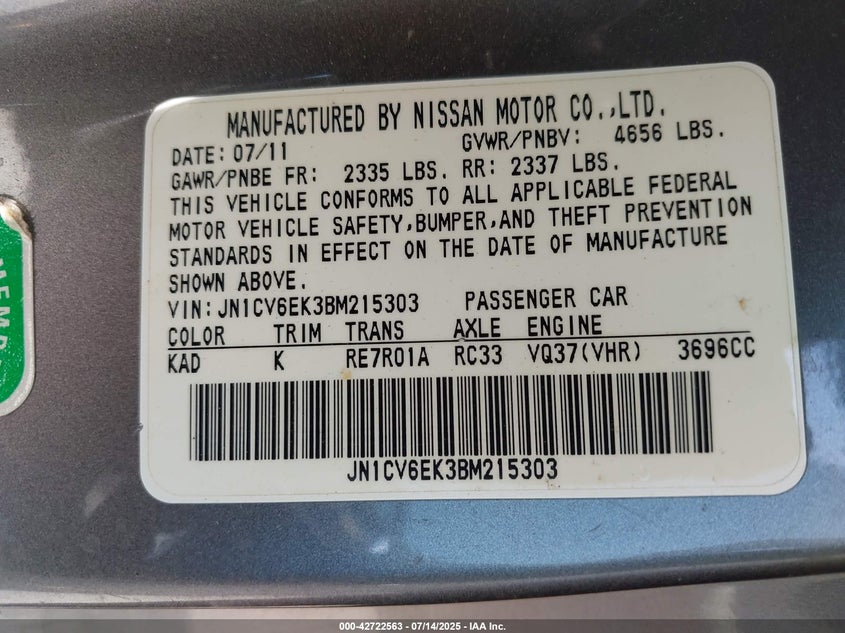 MANUFACTURED BY NISSAN MOTOR CO.,LTD.
DATE: 07/11 GVWR/PNBV: 4656 LBS.
GAWR/PNBE FR: 2335 LBS. RR: 2337 LBS.
THIS VEHICLE CONFORMS TO ALL APPLICABLE FEDERAL
MOTOR VEHICLE SAFETY,BUMPER,AND THEFT PREVENTION
STANDARDS IN EFFECT ON THE DATE OF MANUFACTURE
SHOWN ABOVE.
VIN:JN1CV6EK3BM215303 PASSENGER CAR
COLOR TRIM TRANS AXLE ENGINE
KAD K RE7R01A RC33 VQ37(VHR) 3696CC
JN1CV6EK3BM215303
000-42722563 - 07/14/2025 - IAA Inc.